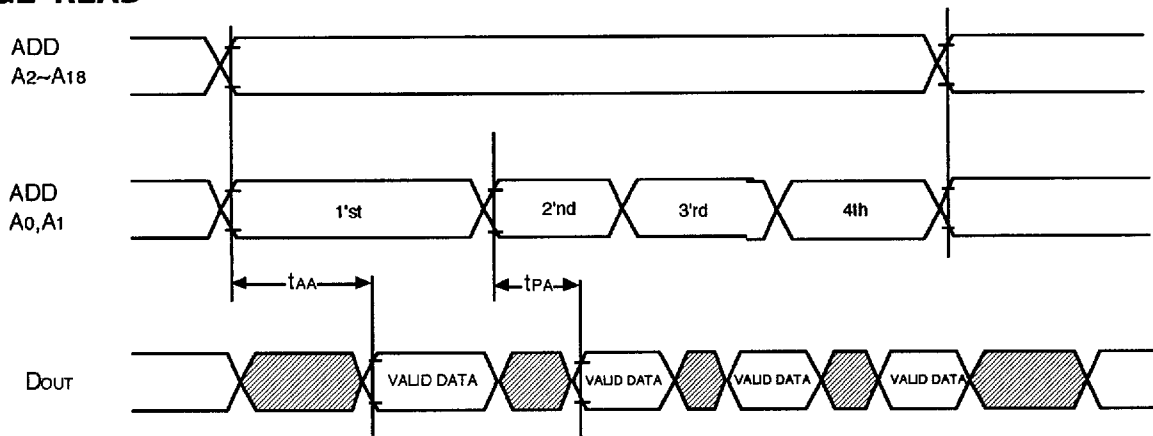 ADD
A2~A18
ADD
A0,A1
1'st
2'nd
3'rd
4th
tAA
tPA
DOUT
VALID DATA
VALID DATA
VALID DATA
VALID DATA